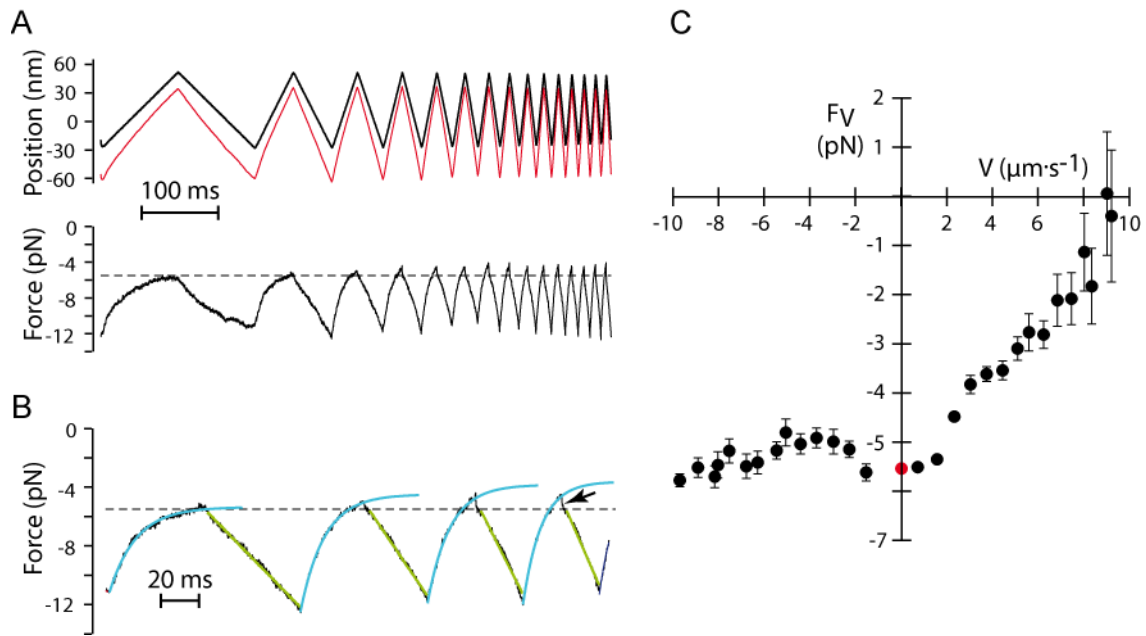 A
Position (nm)
60
30
0
-30
-60
100 ms
Force (pN)
0
-4
-8
-12
B
Force (pN)
0
-4
-8
-12
20 ms
C
FV
(pN)
V (µm·s-1)
2
1
-10 -8 -6 -4 -2 2 4 6 8 10
-1
-2
-3
-4
-5
-7